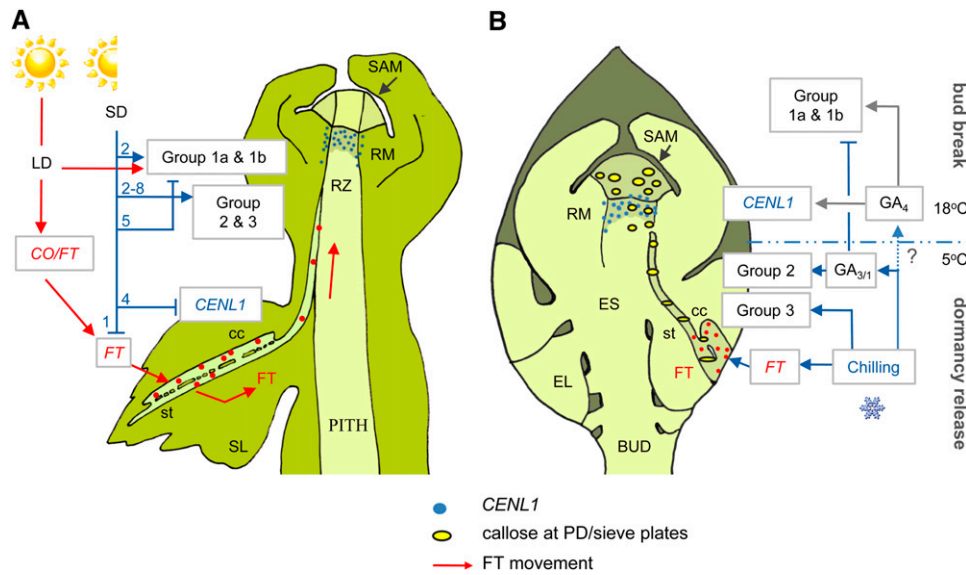 A
SD
LD
2
Group 1a & 1b
2-8
Group
2 & 3
5
CO/FT
4
CENL1
1
FT
SAM
RM
RZ
cc
FT
st
SL
PITH
B
SAM
RM
ES
EL
cc
st
FT
BUD
Group
1a & 1b
CENL1
GA4
18°C
?
5°C
Group 2
GA3/1
Group 3
FT
Chilling
bud break
dormancy release
CENL1
callose at PD/sieve plates
FT movement